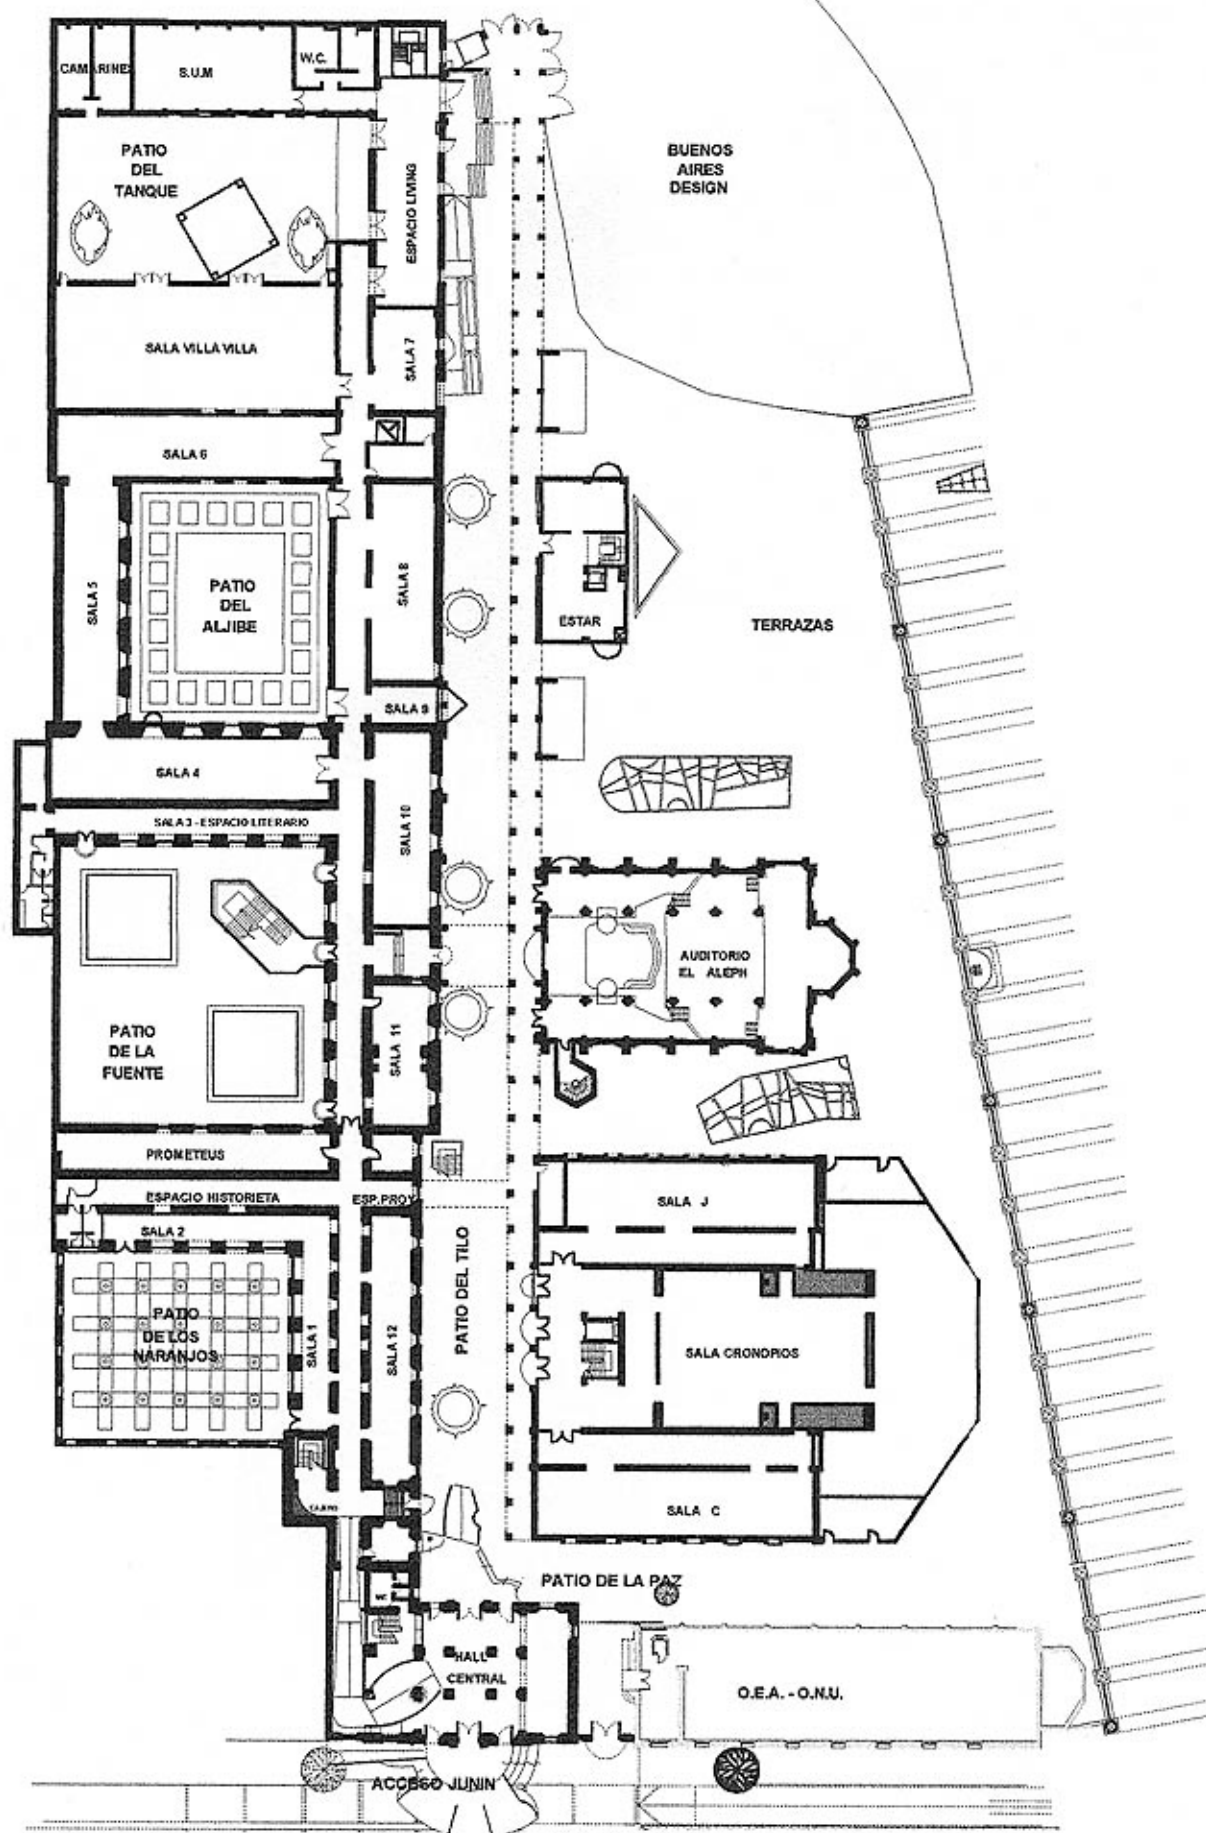 W.C.
CAMARINES
S.U.M
PATIO
DEL
TANQUE
ESPACIO LIVING
BUENOS
AIRES
DESIGN
SALA VILLA VILLA
SALA 7
SALA 6
SALA 5
PATIO
DEL
ALJIBE
SALA 8
ESTAR
TERRAZAS
SALA 9
SALA 4
SALA 3 - ESPACIO LITERARIO
SALA 10
AUDITORIO
EL ALEPH
PATIO
DE LA
FUENTE
SALA 11
PROMETEUS
ESPACIO HISTORIETA
ESP.PROY
SALA J
SALA 2
PATIO DEL TILO
PATIO
DE LOS
NARANJOS
SALA 1
SALA 12
SALA CRONOPIOS
SALA C
PATIO DE LA PAZ
HALL
CENTRAL
O.E.A. - O.N.U.
ACCESO JUNIN